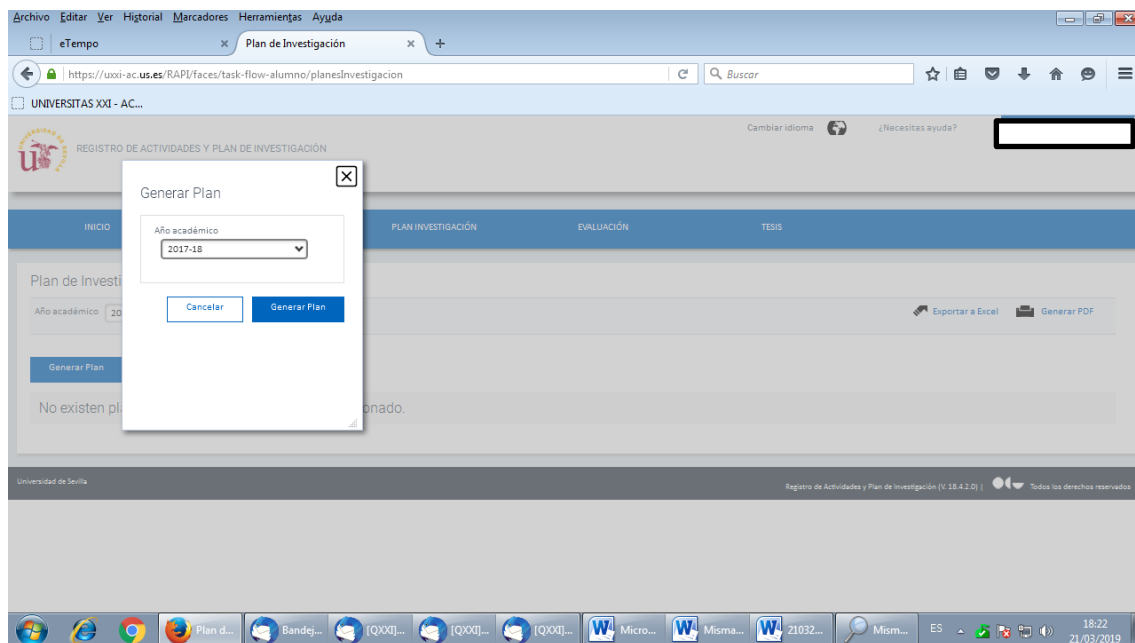 Archivo Editar Ver Historial Marcadores Herramientas Ayuda
eTempo
Plan de Investigación
https://uxxi-ac.us.es/RAPI/faces/task-flow-alumno/planesInvestigacion
Buscar
UNIVERSITAS XXI - AC...
Cambiar idioma
¿Necesitas ayuda?
REGISTRO DE ACTIVIDADES Y PLAN DE INVESTIGACIÓN
Generar Plan
INICIO
PLAN INVESTIGACIÓN
EVALUACIÓN
TESIS
Año académico
2017-18
Plan de Investi
Cancelar
Generar Plan
Año académico 20
Exportar a Excel
Generar PDF
Generar Plan
No existen pl
onado.
Universidad de Sevilla
Registro de Actividades y Plan de Investigación (V. 18.4.2.0) |
Todos los derechos reservados
Plan d...
Bandej...
[QXXI]...
[QXXI]...
[QXXI]...
Micro...
Misma...
21032...
Mism...
ES
18:22
21/03/2019